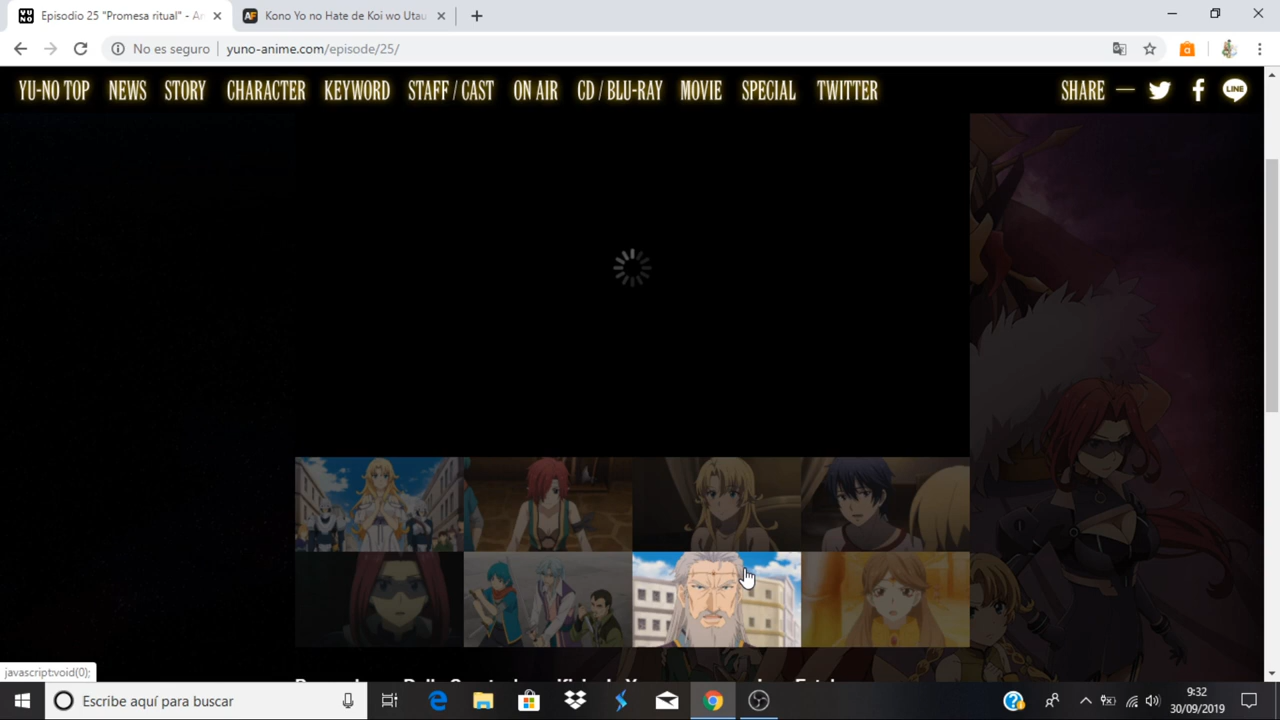 Episodio 25 "Promesa ritual" - An
Kono Yo no Hate de Koi wo Utau
No es seguro
yuno-anime.com/episode/25/
YU-NO TOP NEWS STORY CHARACTER KEYWORD STAFF / CAST ON AIR CD / BLU-RAY MOVIE SPECIAL TWITTER SHARE LINE
javascript:void(0);
Escribe aquí para buscar
9:32
30/09/2019